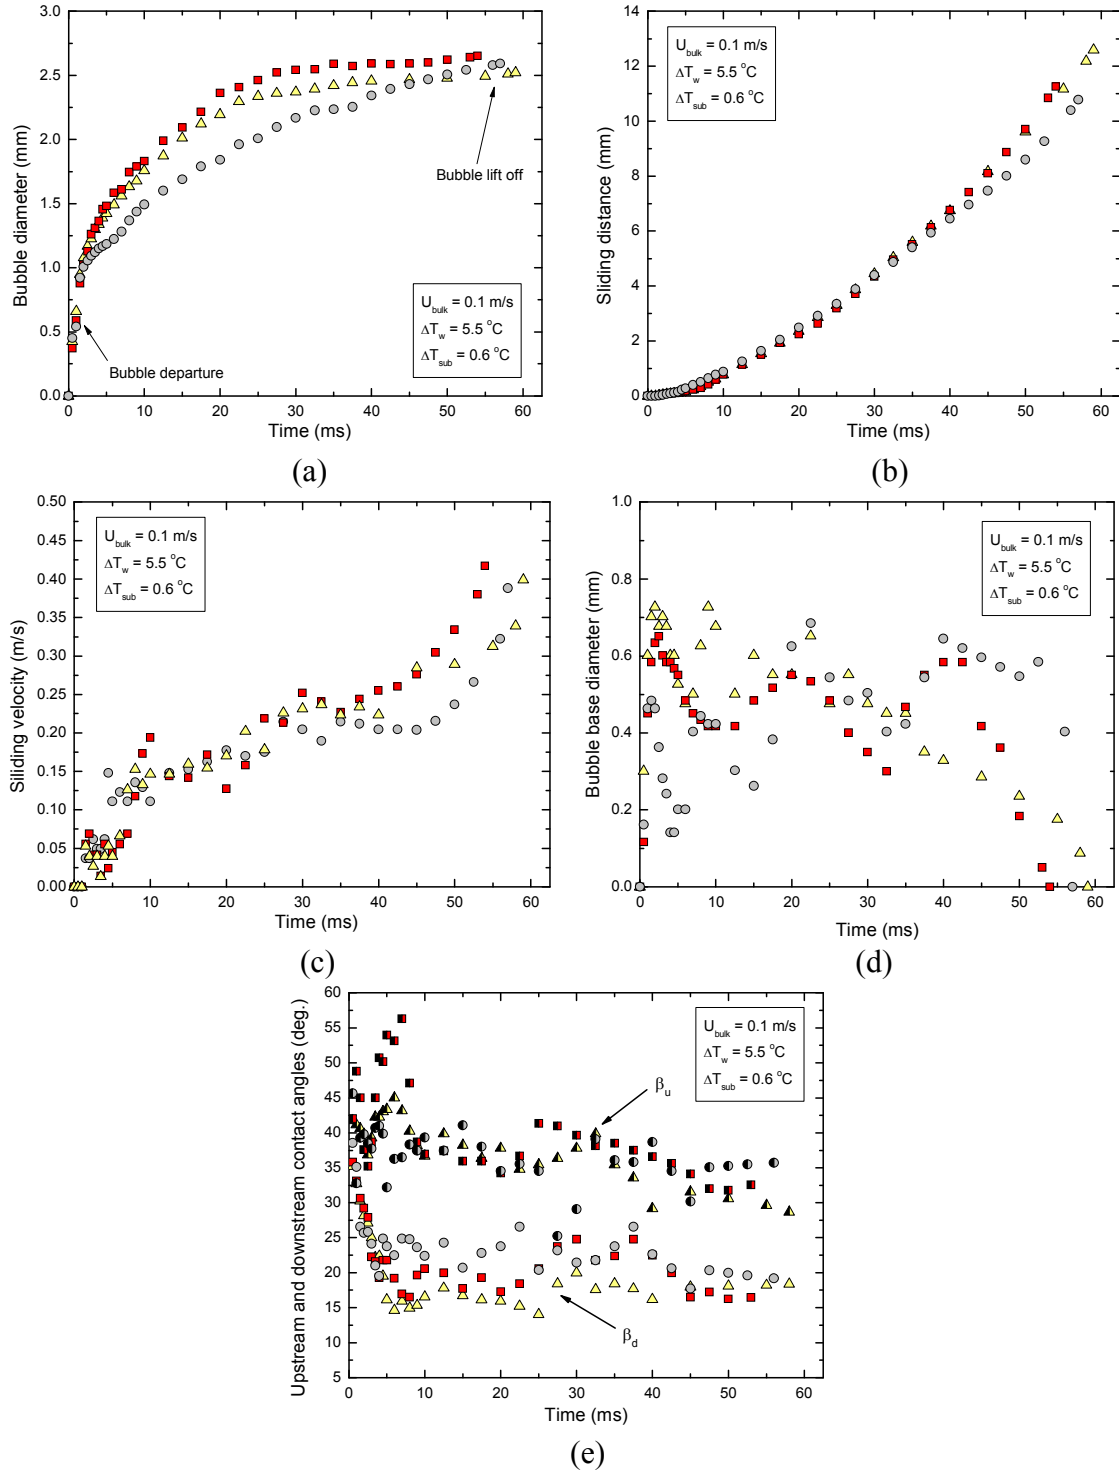 3.0
2.5
2.0
1.5
1.0
0.5
0.0
Bubble diameter (mm)
Bubble lift off
U_bulk = 0.1 m/s
ΔT_w = 5.5 °C
ΔT_sub = 0.6 °C
Bubble departure
0 10 20 30 40 50 60
Time (ms)
(a)
14
12
10
8
6
4
2
0
Sliding distance (mm)
U_bulk = 0.1 m/s
ΔT_w = 5.5 °C
ΔT_sub = 0.6 °C
0 10 20 30 40 50 60
Time (ms)
(b)
0.50
0.45
0.40
0.35
0.30
0.25
0.20
0.15
0.10
0.05
0.00
Siliding velocity (m/s)
U_bulk = 0.1 m/s
ΔT_w = 5.5 °C
ΔT_sub = 0.6 °C
0 10 20 30 40 50 60
Time (ms)
(c)
1.0
0.8
0.6
0.4
0.2
0.0
Bubble base diameter (mm)
U_bulk = 0.1 m/s
ΔT_w = 5.5 °C
ΔT_sub = 0.6 °C
0 10 20 30 40 50 60
Time (ms)
(d)
60
55
50
45
40
35
30
25
20
15
10
5
0
Upstream and downstream contact angles (deg.)
U_bulk = 0.1 m/s
ΔT_w = 5.5 °C
ΔT_sub = 0.6 °C
β_u
β_d
0 10 20 30 40 50 60
Time (ms)
(e)